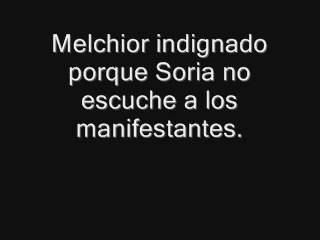 Melchior indignado
porque Soria no
escuche a los
manifestantes.